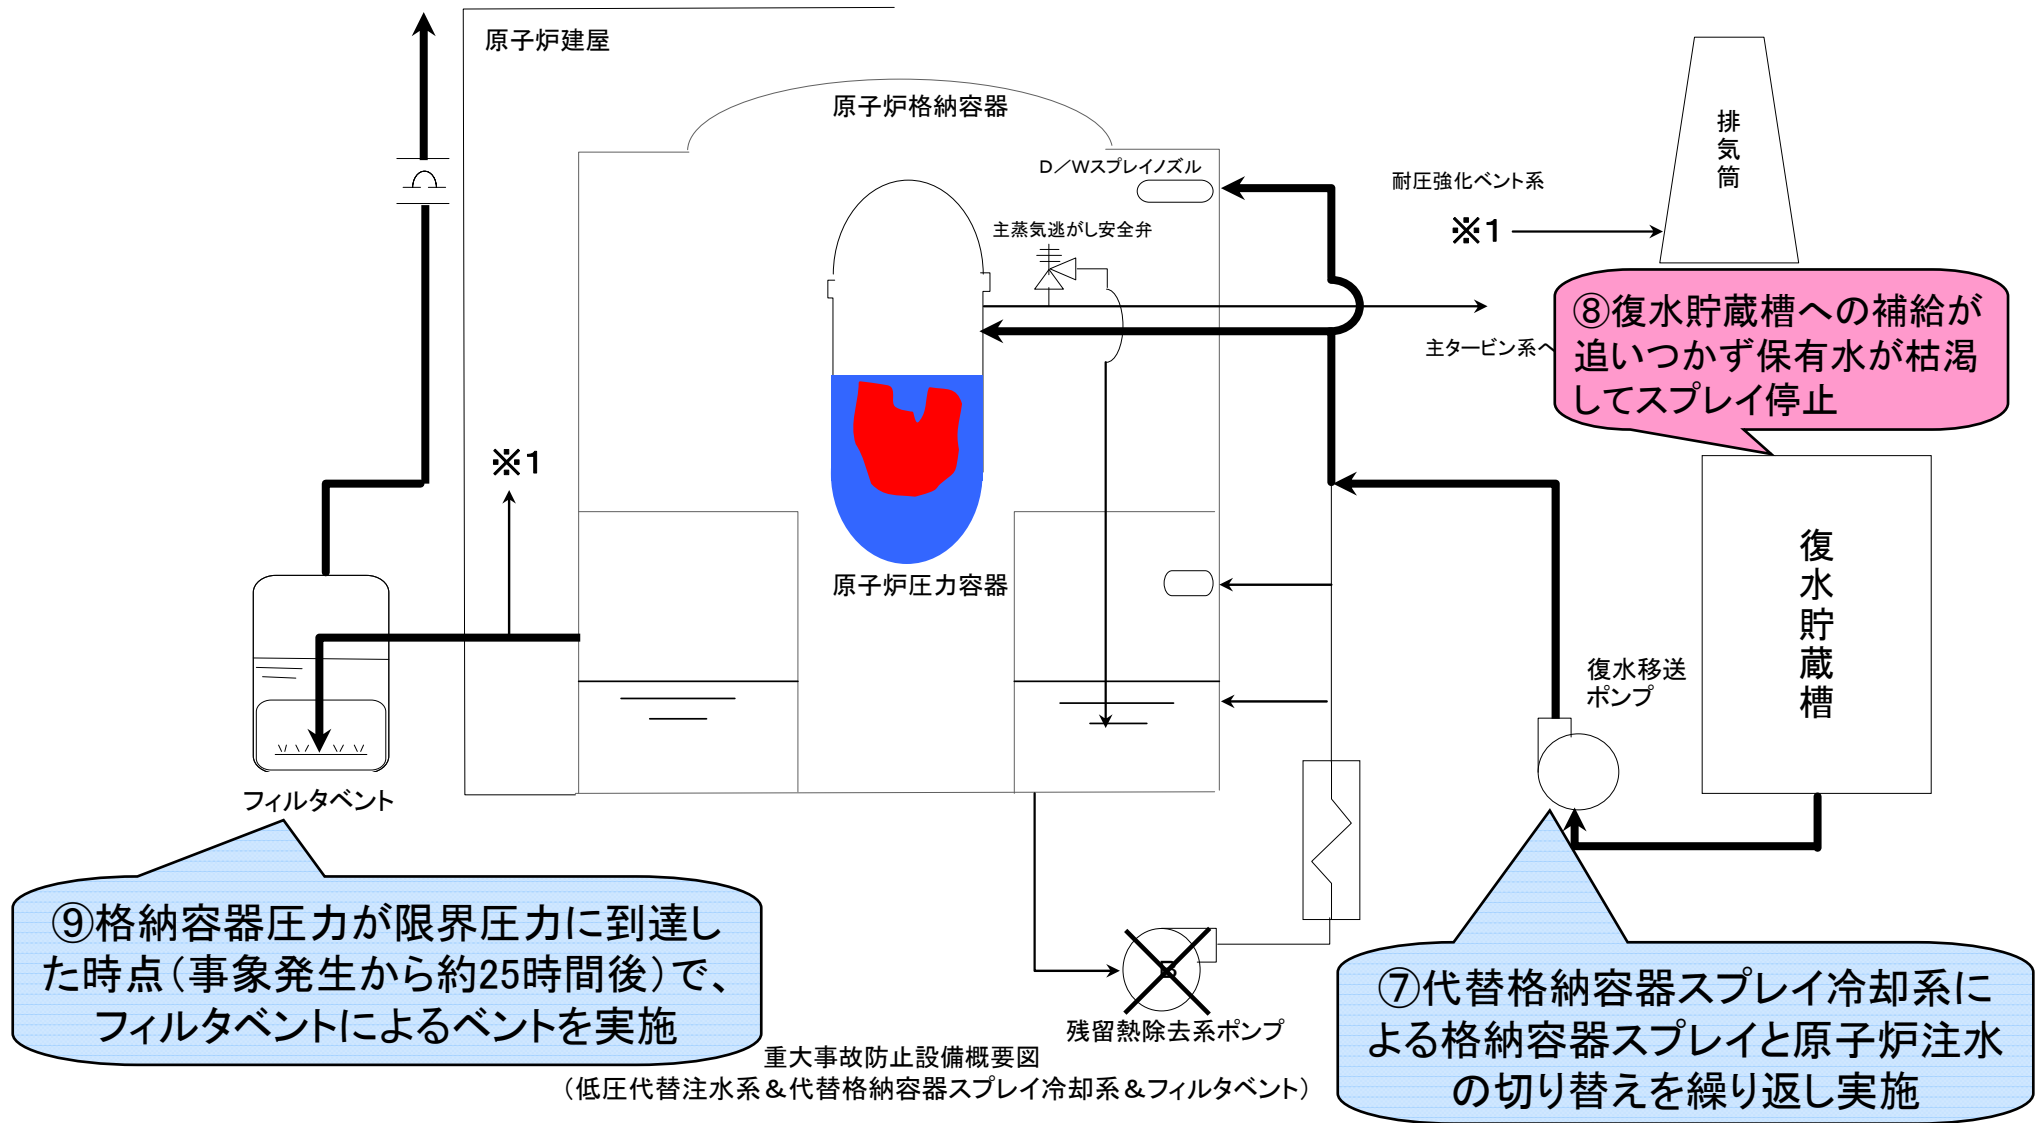 原子炉建屋
原子炉格納容器
D/Wスプレイノズル
主蒸気逃がし安全弁
耐圧強化ベント系
※1
排気筒
主タービン系へ
⑧復水貯蔵槽への補給が
追いつかず保有水が枯渇
してスプレイ停止
※1
原子炉圧力容器
復水貯蔵槽
復水移送
ポンプ
フィルタベント
⑨格納容器圧力が限界圧力に到達し
た時点(事象発生から約25時間後)で、
フィルタベントによるベントを実施
残留熱除去系ポンプ
⑦代替格納容器スプレイ冷却系に
よる格納容器スプレイと原子炉注水
の切り替えを繰り返し実施
重大事故防止設備概要図
(低圧代替注水系&代替格納容器スプレイ冷却系&フィルタベント)